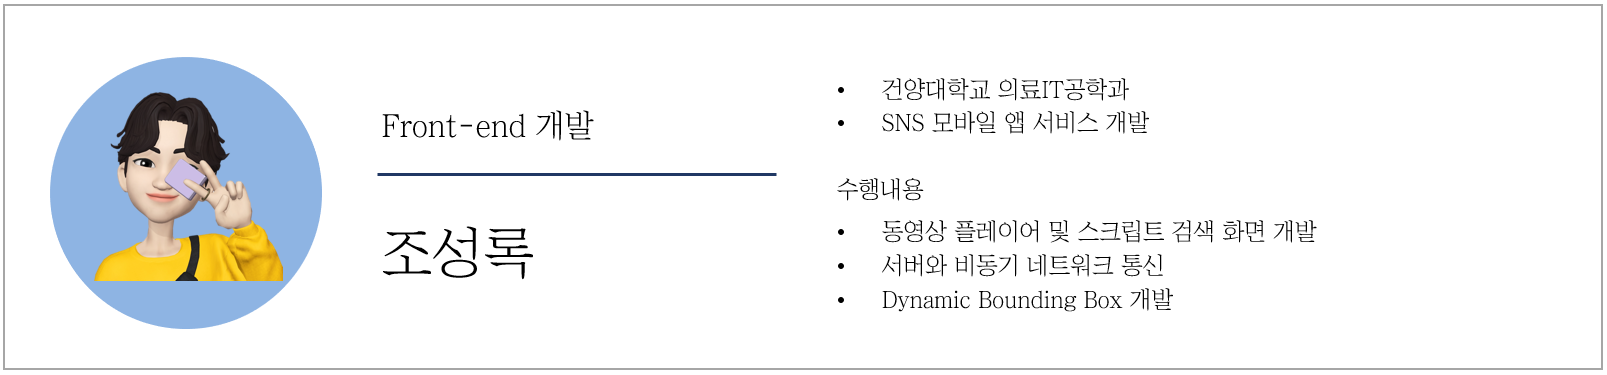 Front-end 개발
조성록
• 건양대학교 의료IT공학과
• SNS 모바일 앱 서비스 개발
수행내용
• 동영상 플레이어 및 스크립트 검색 화면 개발
• 서버와 비동기 네트워크 통신
• Dynamic Bounding Box 개발